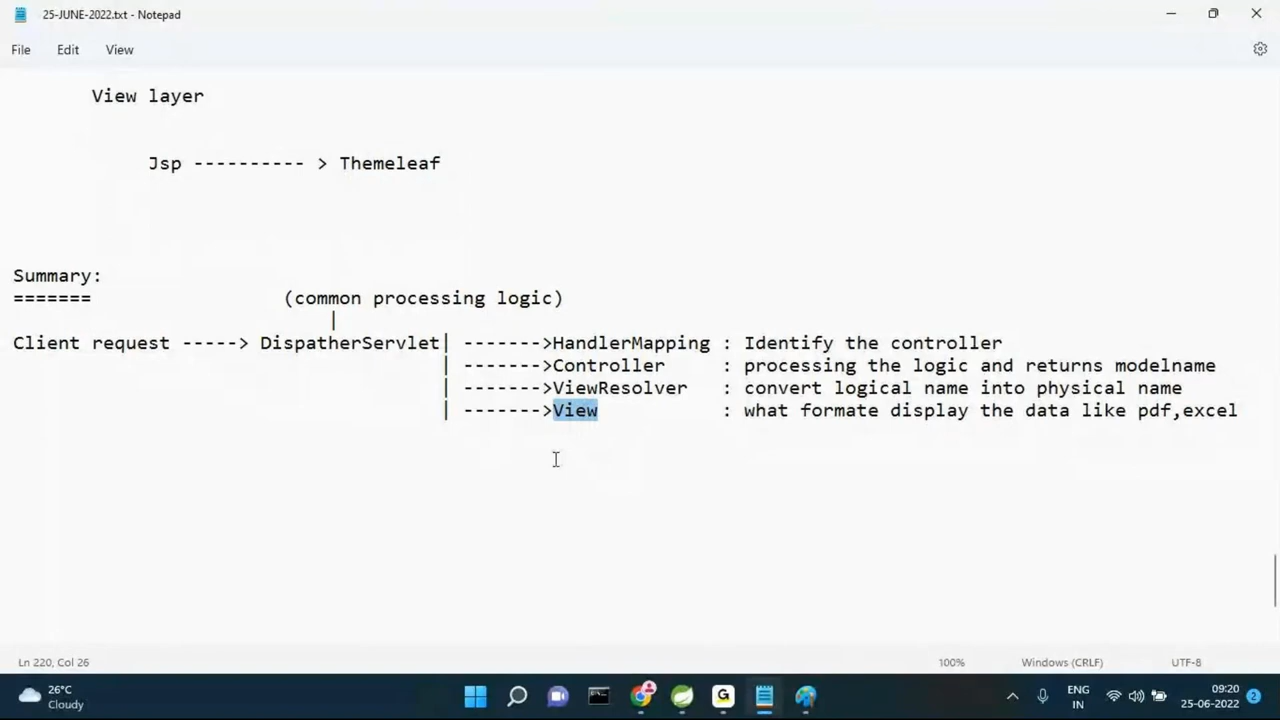 25-JUNE-2022.txt - Notepad
File Edit View
View layer
Jsp ---------- > Themeleaf
Summary:
======= (common processing logic)
|
Client request -----> DispatherServlet| ------->HandlerMapping : Identify the controller
| ------->Controller : processing the logic and returns modelname
| ------->ViewResolver : convert logical name into physical name
| ------->View : what formate display the data like pdf,excel
Ln 220, Col 26 100% Windows (CRLF) UTF-8
26°C
Cloudy
ENG
IN
09:20
25-06-2022
2